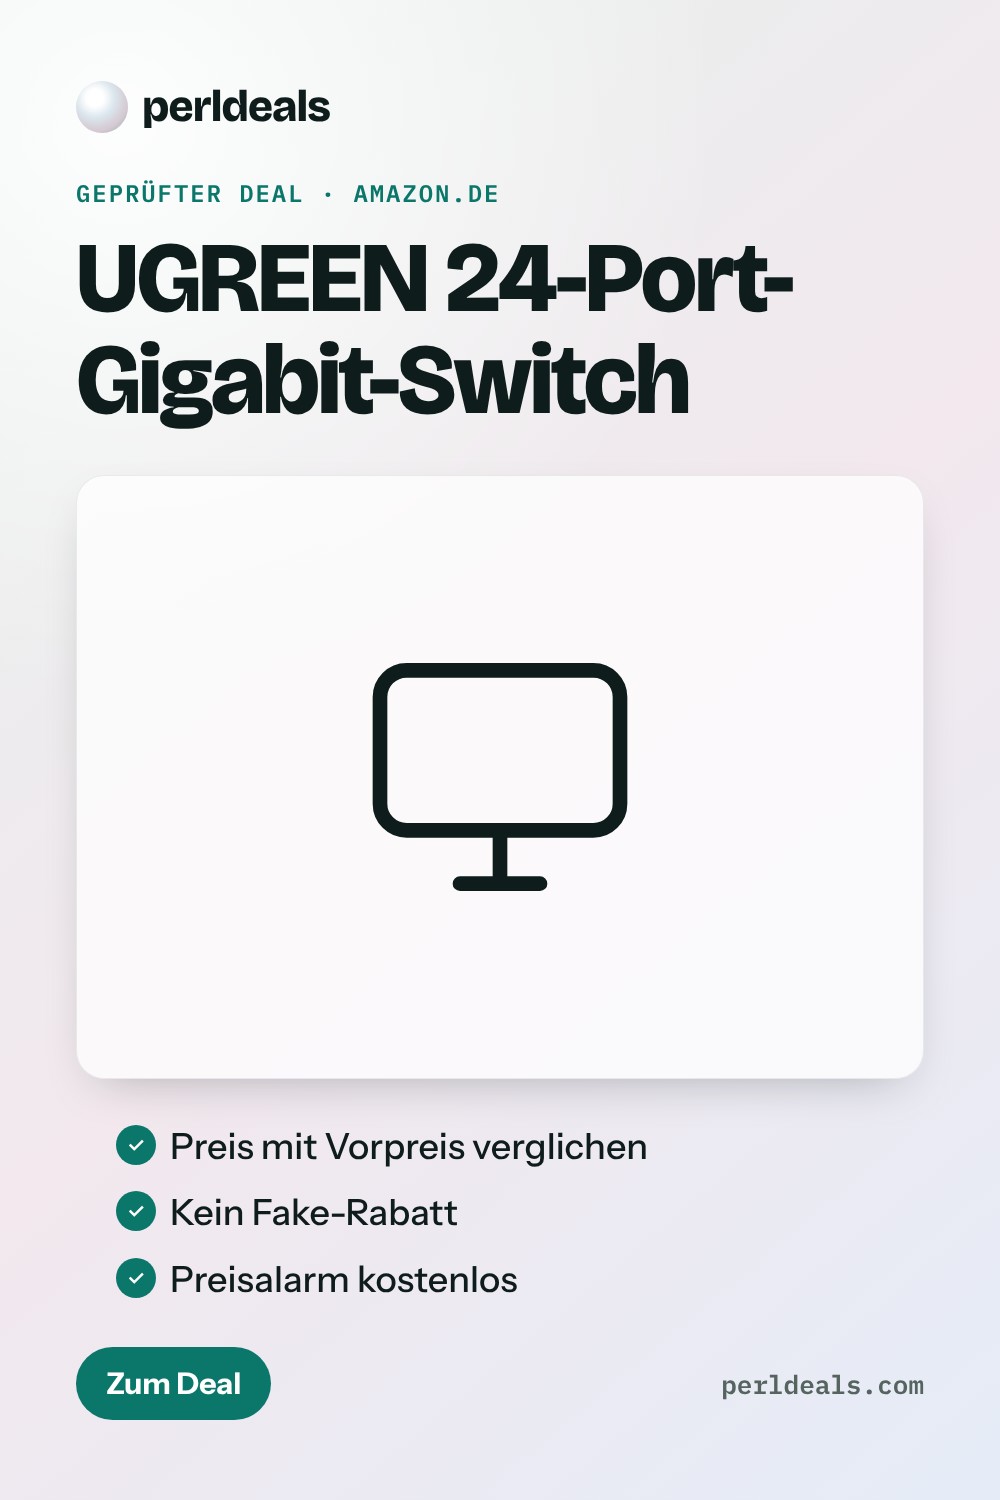 perldeals
GEPRÜFTER DEAL · AMAZON.DE
UGREEN 24-Port-
Gigabit-Switch
Preis mit Vorpreis verglichen
Kein Fake-Rabatt
Preisalarm kostenlos
Zum Deal
perldeals.com